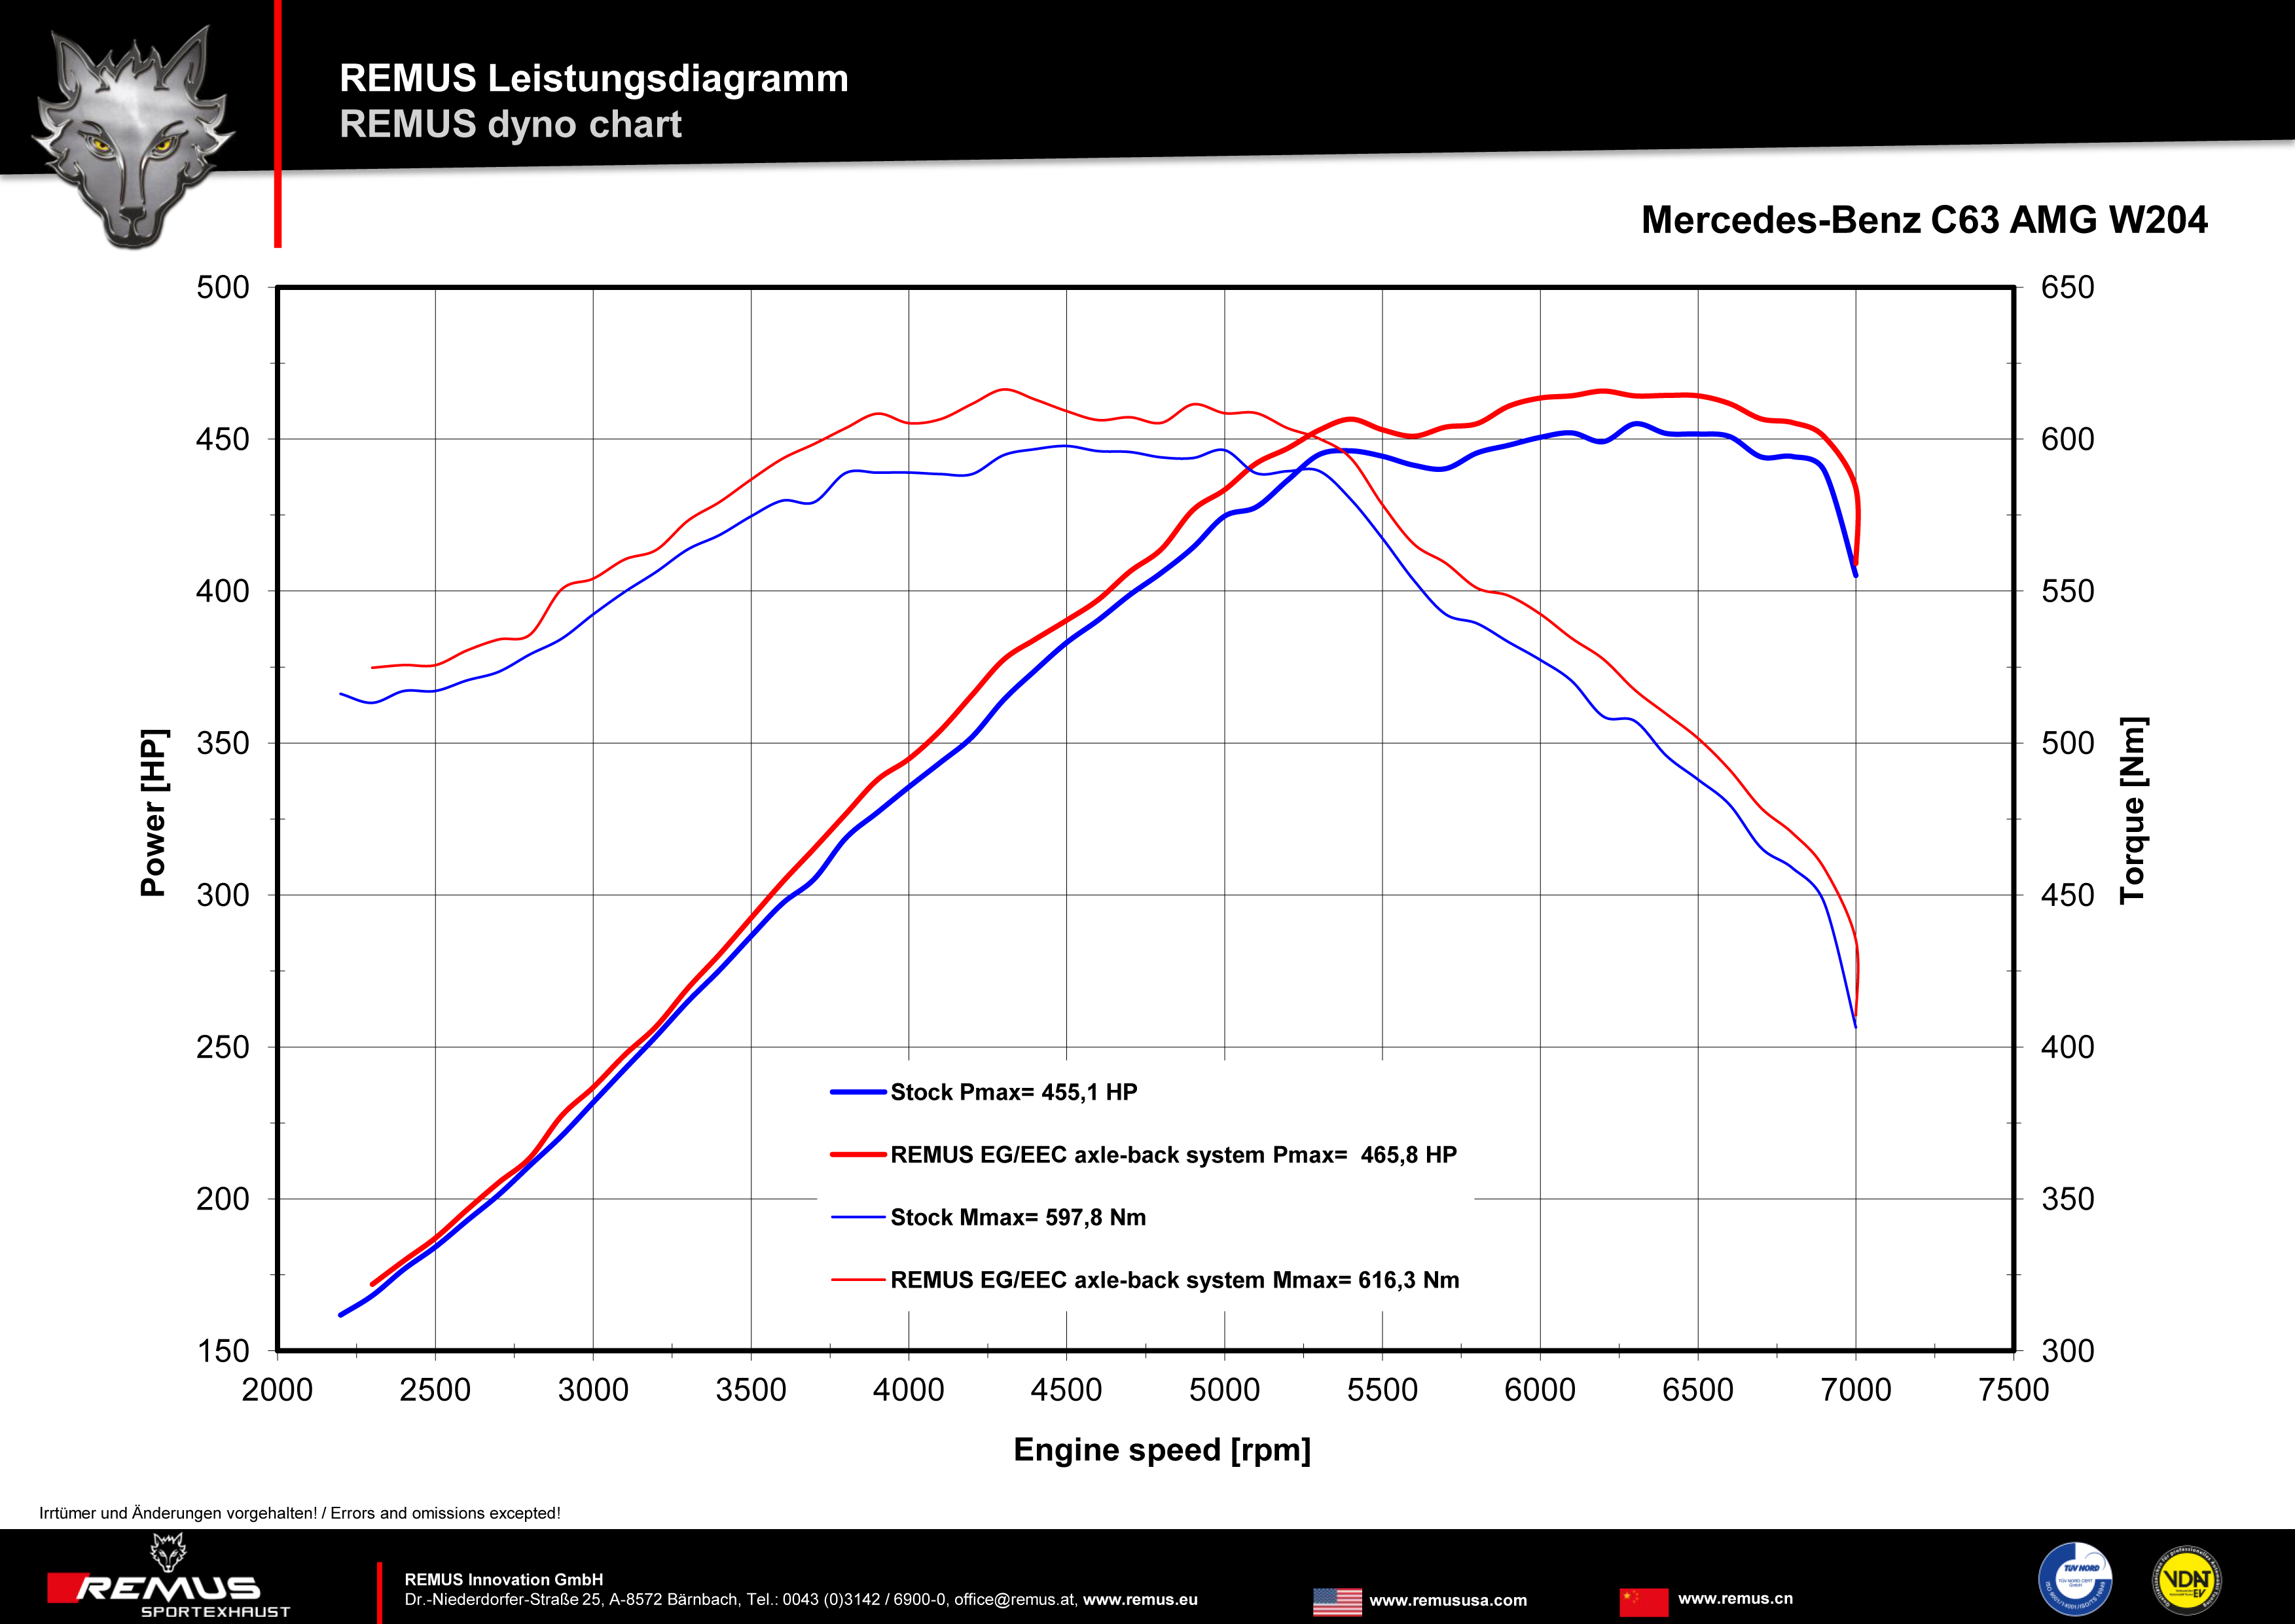 REMUS Leistungsdiagramm
REMUS dyno chart
Mercedes-Benz C63 AMG W204
500
450
400
350
300
250
200
150
Power [HP]
650
600
550
500
450
400
350
300
Torque [Nm]
Stock Pmax= 455,1 HP
REMUS EG/EEC axle-back system Pmax=  465,8 HP
Stock Mmax= 597,8 Nm
REMUS EG/EEC axle-back system Mmax= 616,3 Nm
2000 2500 3000 3500 4000 4500 5000 5500 6000 6500 7000 7500
Engine speed [rpm]
Irrtümer und Änderungen vorgehalten! / Errors and omissions excepted!
REMUS
SPORTEXHAUST
REMUS Innovation GmbH
Dr.-Niederdorfer-Straße 25, A-8572 Bärnbach, Tel.: 0043 (0)3142 / 6900-0, office@remus.at, www.remus.eu
www.remususa.com
www.remus.cn
TÜV NORD
TÜV NORD CERT
GmbH
VDAT
EV